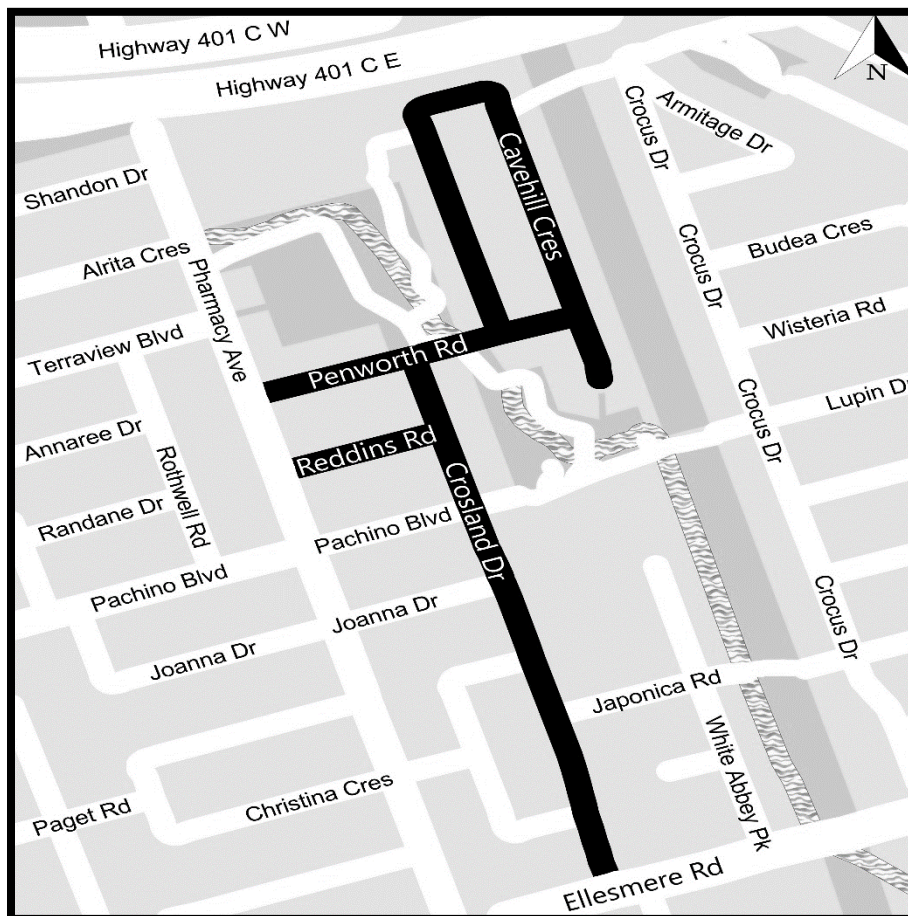 Highway 401 C W
Highway 401 C E
N
Crocus Dr
Armitage Dr
Cavehill Cres
Shandon Dr
Crocus Dr
Budea Cres
Alrita Cres
Pharmacy Ave
Wisteria Rd
Terraview Blvd
Penworth Rd
Crocus Dr
Lupin Dr
Annaree Dr
Rothwell Rd
Reddins Rd
Crosland Dr
Randane Dr
Pachino Blvd
Pachino Blvd
Joanna Dr
Crocus Dr
Joanna Dr
Japonica Rd
White Abbey Pk
Christina Cres
Paget Rd
Ellesmere Rd